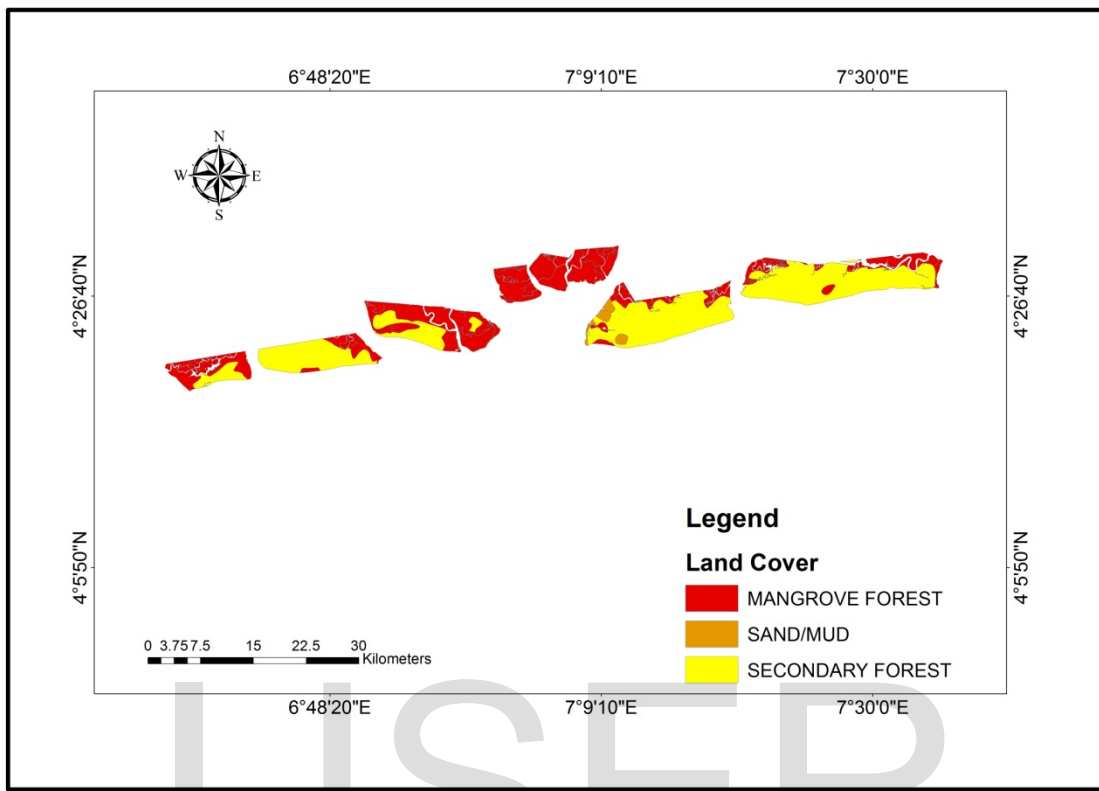 6°48'20"E 7°9'10"E 7°30'0"E
N
W E
S
4°26'40"N 4°26'40"N
Legend
Land Cover
4°5'50"N 4°5'50"N
MANGROVE FOREST
SAND/MUD
0 3.75 7.5 15 22.5 30
Kilometers
SECONDARY FOREST
6°48'20"E 7°9'10"E 7°30'0"E
IJSER